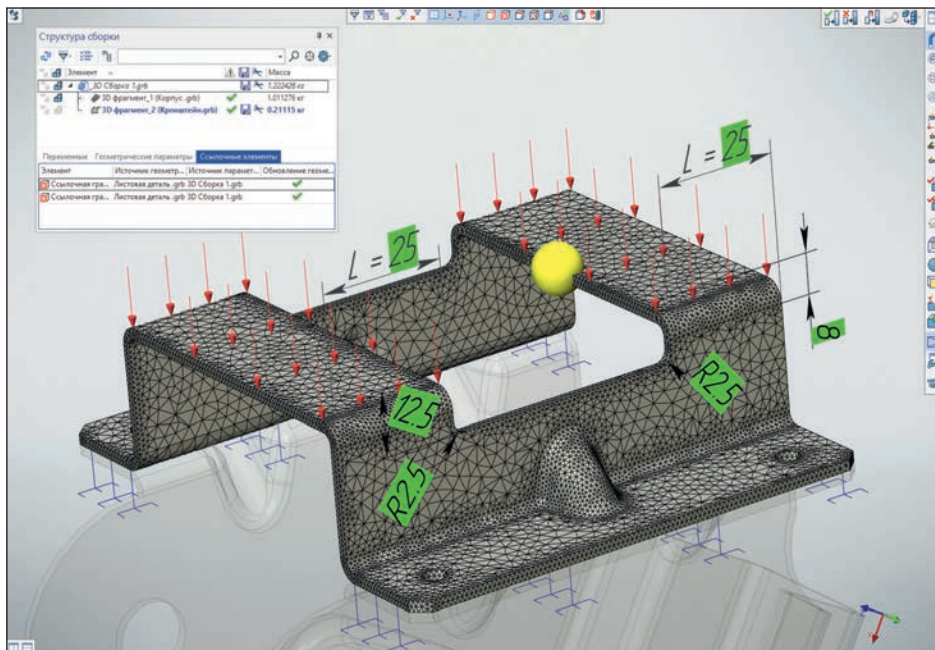 Структура сборки
Элемент Масса
3D Сборка 1.grb 1.222426 кг
3D фрагмент_1 (Корпус .grb) 1.011276 кг
3D фрагмент_2 (Кронштейн.grb) 0.21115 кг
Переменные Геометрические параметры Ссылочные элементы
Элемент Источник геометр... Источник парамет... Обновление геоме...
Ссылочная гра... Листовая деталь .grb 3D Сборка 1.grb
Ссылочная гра... Листовая деталь .grb 3D Сборка 1.grb
L = 25
L = 25
8
R2.5
12.5
R2.5